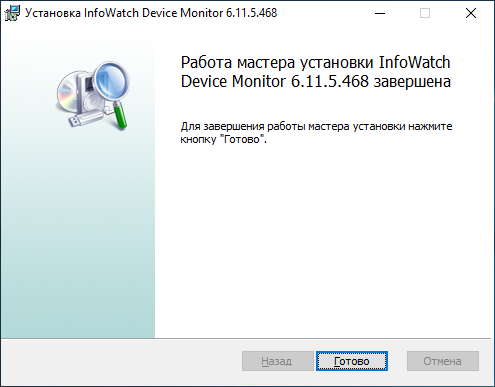 Установка InfoWatch Device Monitor 6.11.5.468
Работа мастера установки InfoWatch
Device Monitor 6.11.5.468 завершена
Для завершения работы мастера установки нажмите
кнопку "Готово".
Назад Готово Отмена